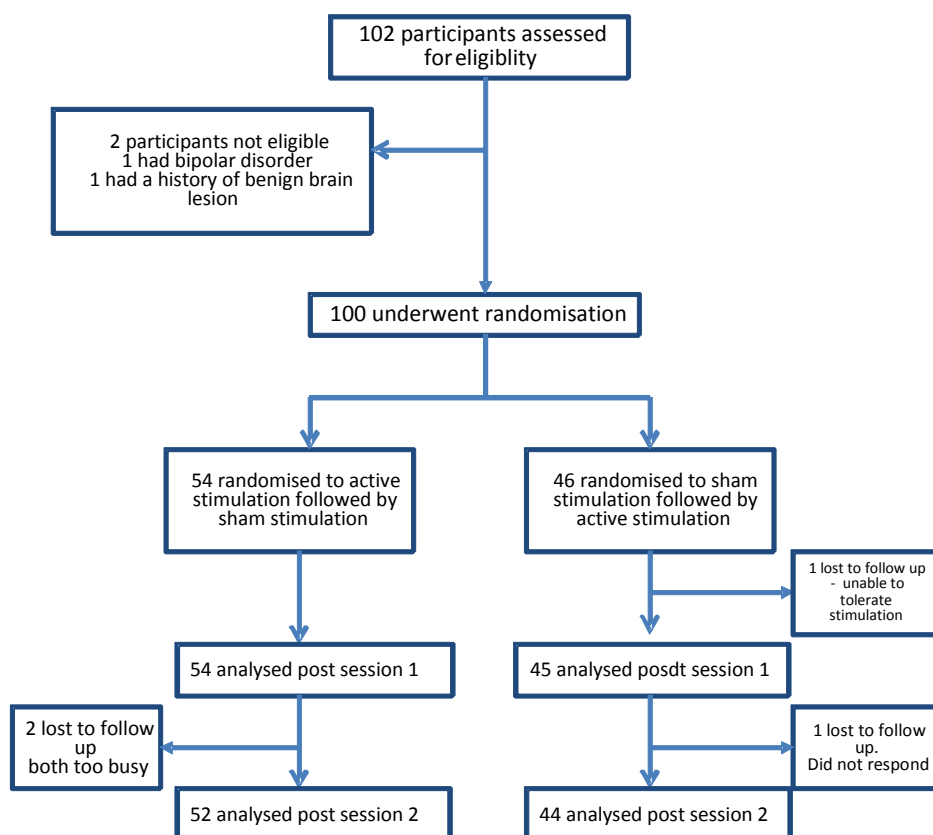 102 participants assessed
for eligiblity
2 participants not eligible
1 had bipolar disorder
1 had a history of benign brain
lesion
100 underwent randomisation
54 randomised to active
stimulation followed by
sham stimulation
46 randomised to sham
stimulation followed by
active stimulation
1 lost to follow up
- unable to
tolerate
stimulation
54 analysed post session 1
45 analysed posdt session 1
2 lost to follow
up
both too busy
1 lost to follow
up.
Did not respond
52 analysed post session 2
44 analysed post session 2